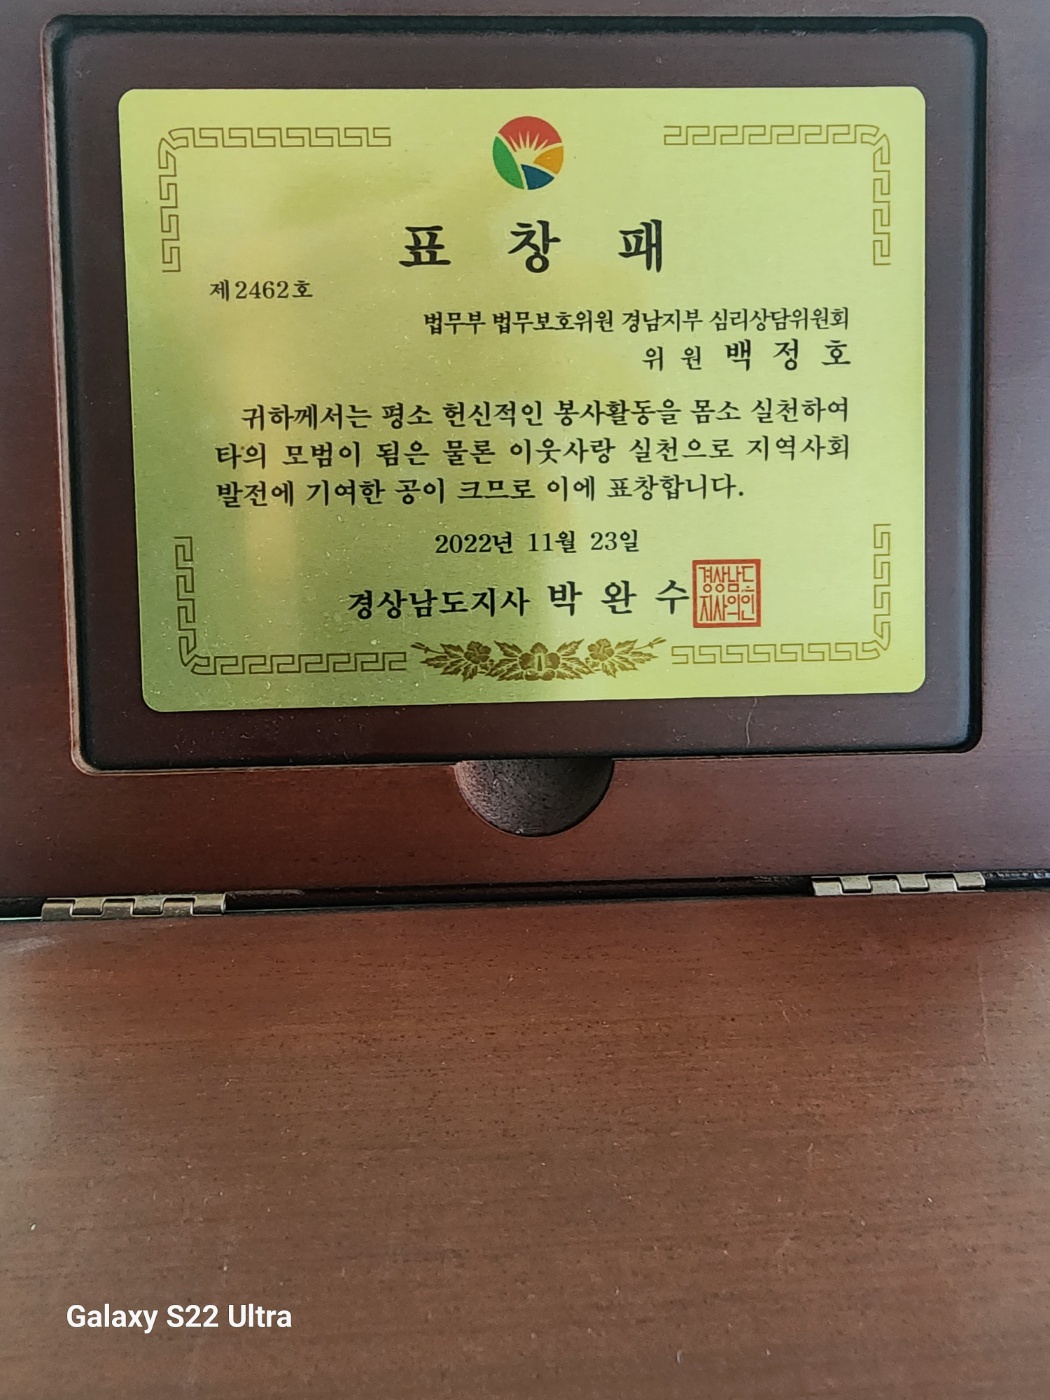 표 창 패
제2462호
법무부 법무보호위원 경남지부 심리상담위원회
위 원 백 정 호
귀하께서는 평소 헌신적인 봉사활동을 몸소 실천하여
타의 모범이 됨은 물론 이웃사랑 실천으로 지역사회
발전에 기여한 공이 크므로 이에 표창합니다.
2022년 11월 23일
경상남도지사 박 완 수
경상남도
지사의인
Galaxy S22 Ultra